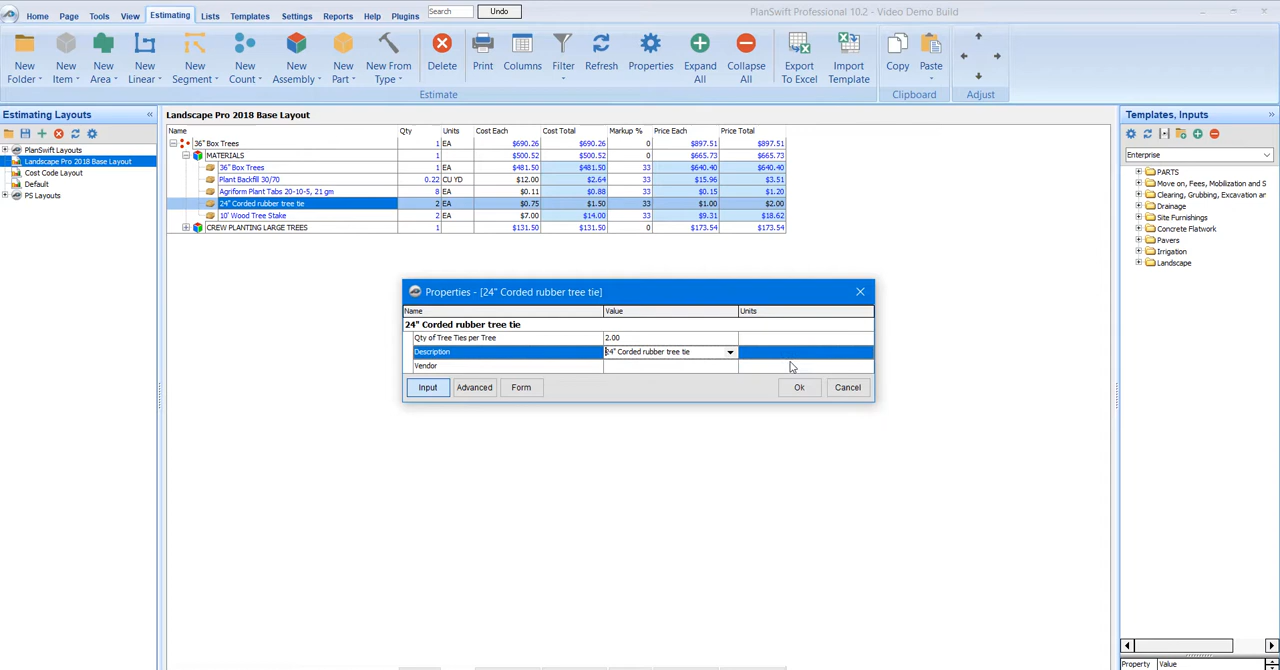 Home Page Tools View Estimating Lists Templates Settings Reports Help Plugins Search Undo PlanSwift Professional 10.2 - Video Demo Build
New Folder New Item New Area New Linear New Segment New Count New Assembly New Part New From Type Delete Print Columns Filter Refresh Properties Expand All Collapse All Export To Excel Import Template Copy Paste
Estimate Clipboard Adjust
Estimating Layouts «
PlanSwift Layouts
Landscape Pro 2018 Base Layout
Cost Code Layout
Default
PS Layouts
Landscape Pro 2018 Base Layout
Name Qty Units Cost Each Cost Total Markup % Price Each Price Total
36" Box Trees 1 EA $690.26 $690.26 0 $897.51 $897.51
MATERIALS 1 $500.52 $500.52 0 $665.73 $665.73
36" Box Trees 1 EA $481.50 $481.50 33 $640.40 $640.40
Plant Backfill 30/70 0.22 CU YD $12.00 $2.64 33 $15.96 $3.51
Agriform Plant Tabs 20-10-5, 21 gm 8 EA $0.11 $0.88 33 $0.15 $1.20
24" Corded rubber tree tie 2 EA $0.75 $1.50 33 $1.00 $2.00
10' Wood Tree Stake 2 EA $7.00 $14.00 33 $9.31 $18.62
CREW PLANTING LARGE TREES 1 $131.50 $131.50 0 $173.54 $173.54
Properties - [24" Corded rubber tree tie]
Name Value Units
24" Corded rubber tree tie
Qty of Tree Ties per Tree 2.00
Description 24" Corded rubber tree tie
Vendor
Input Advanced Form Ok Cancel
Templates, Inputs »
Enterprise
PARTS
Move on, Fees, Mobilization and S
Clearing, Grubbing, Excavation an
Drainage
Site Furnishings
Concrete Flatwork
Pavers
Irrigation
Landscape
Property Value